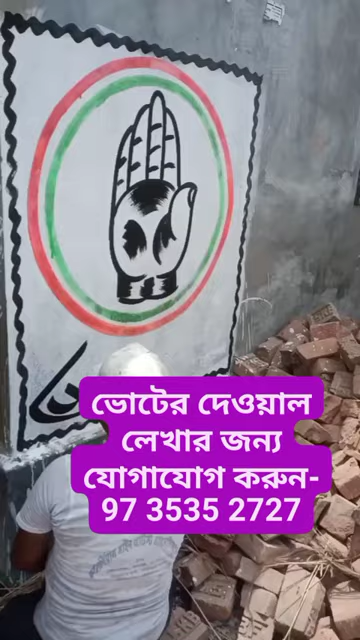 ভোটের দেওয়াল
লেখার জন্য
যোগাযোগ করুন-
97 3535 2727